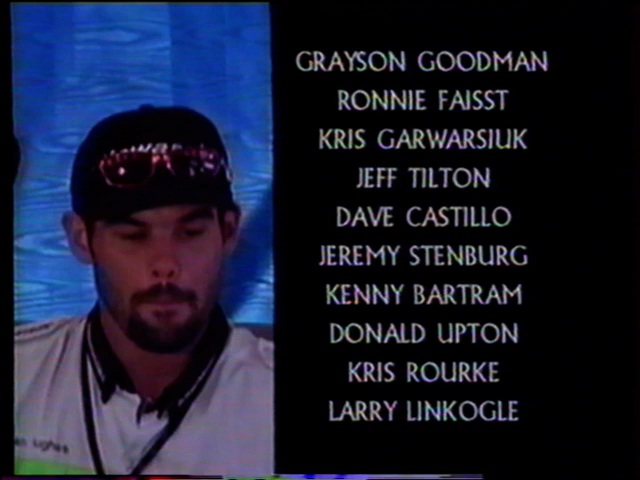 GRAYSON GOODMAN
RONNIE FAISST
KRIS GARWARSIUK
JEFF TILTON
DAVE CASTILLO
JEREMY STENBURG
KENNY BARTRAM
DONALD UPTON
KRIS ROURKE
LARRY LINKOGLE